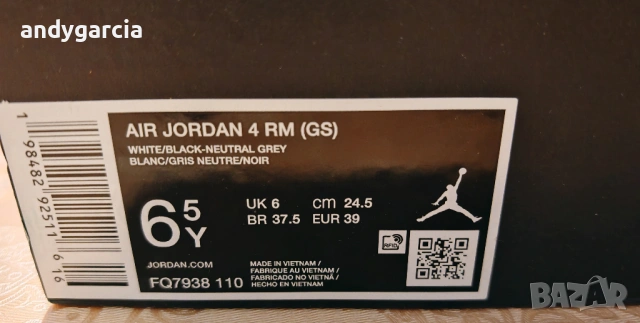 andygarcia
AIR JORDAN 4 RM (GS)
WHITE/BLACK-NEUTRAL GREY
BLANC/GRIS NEUTRE/NOIR
6 5 Y
UK 6 cm 24.5
BR 37.5 EUR 39
RFID
JORDAN.COM
FQ7938 110
MADE IN VIETNAM /
FABRIQUE AU VIETNAM /
FABRICADO NO VIETNÃ /
HECHO EN VIETNAM
1 98482 92511 616
BAZAR